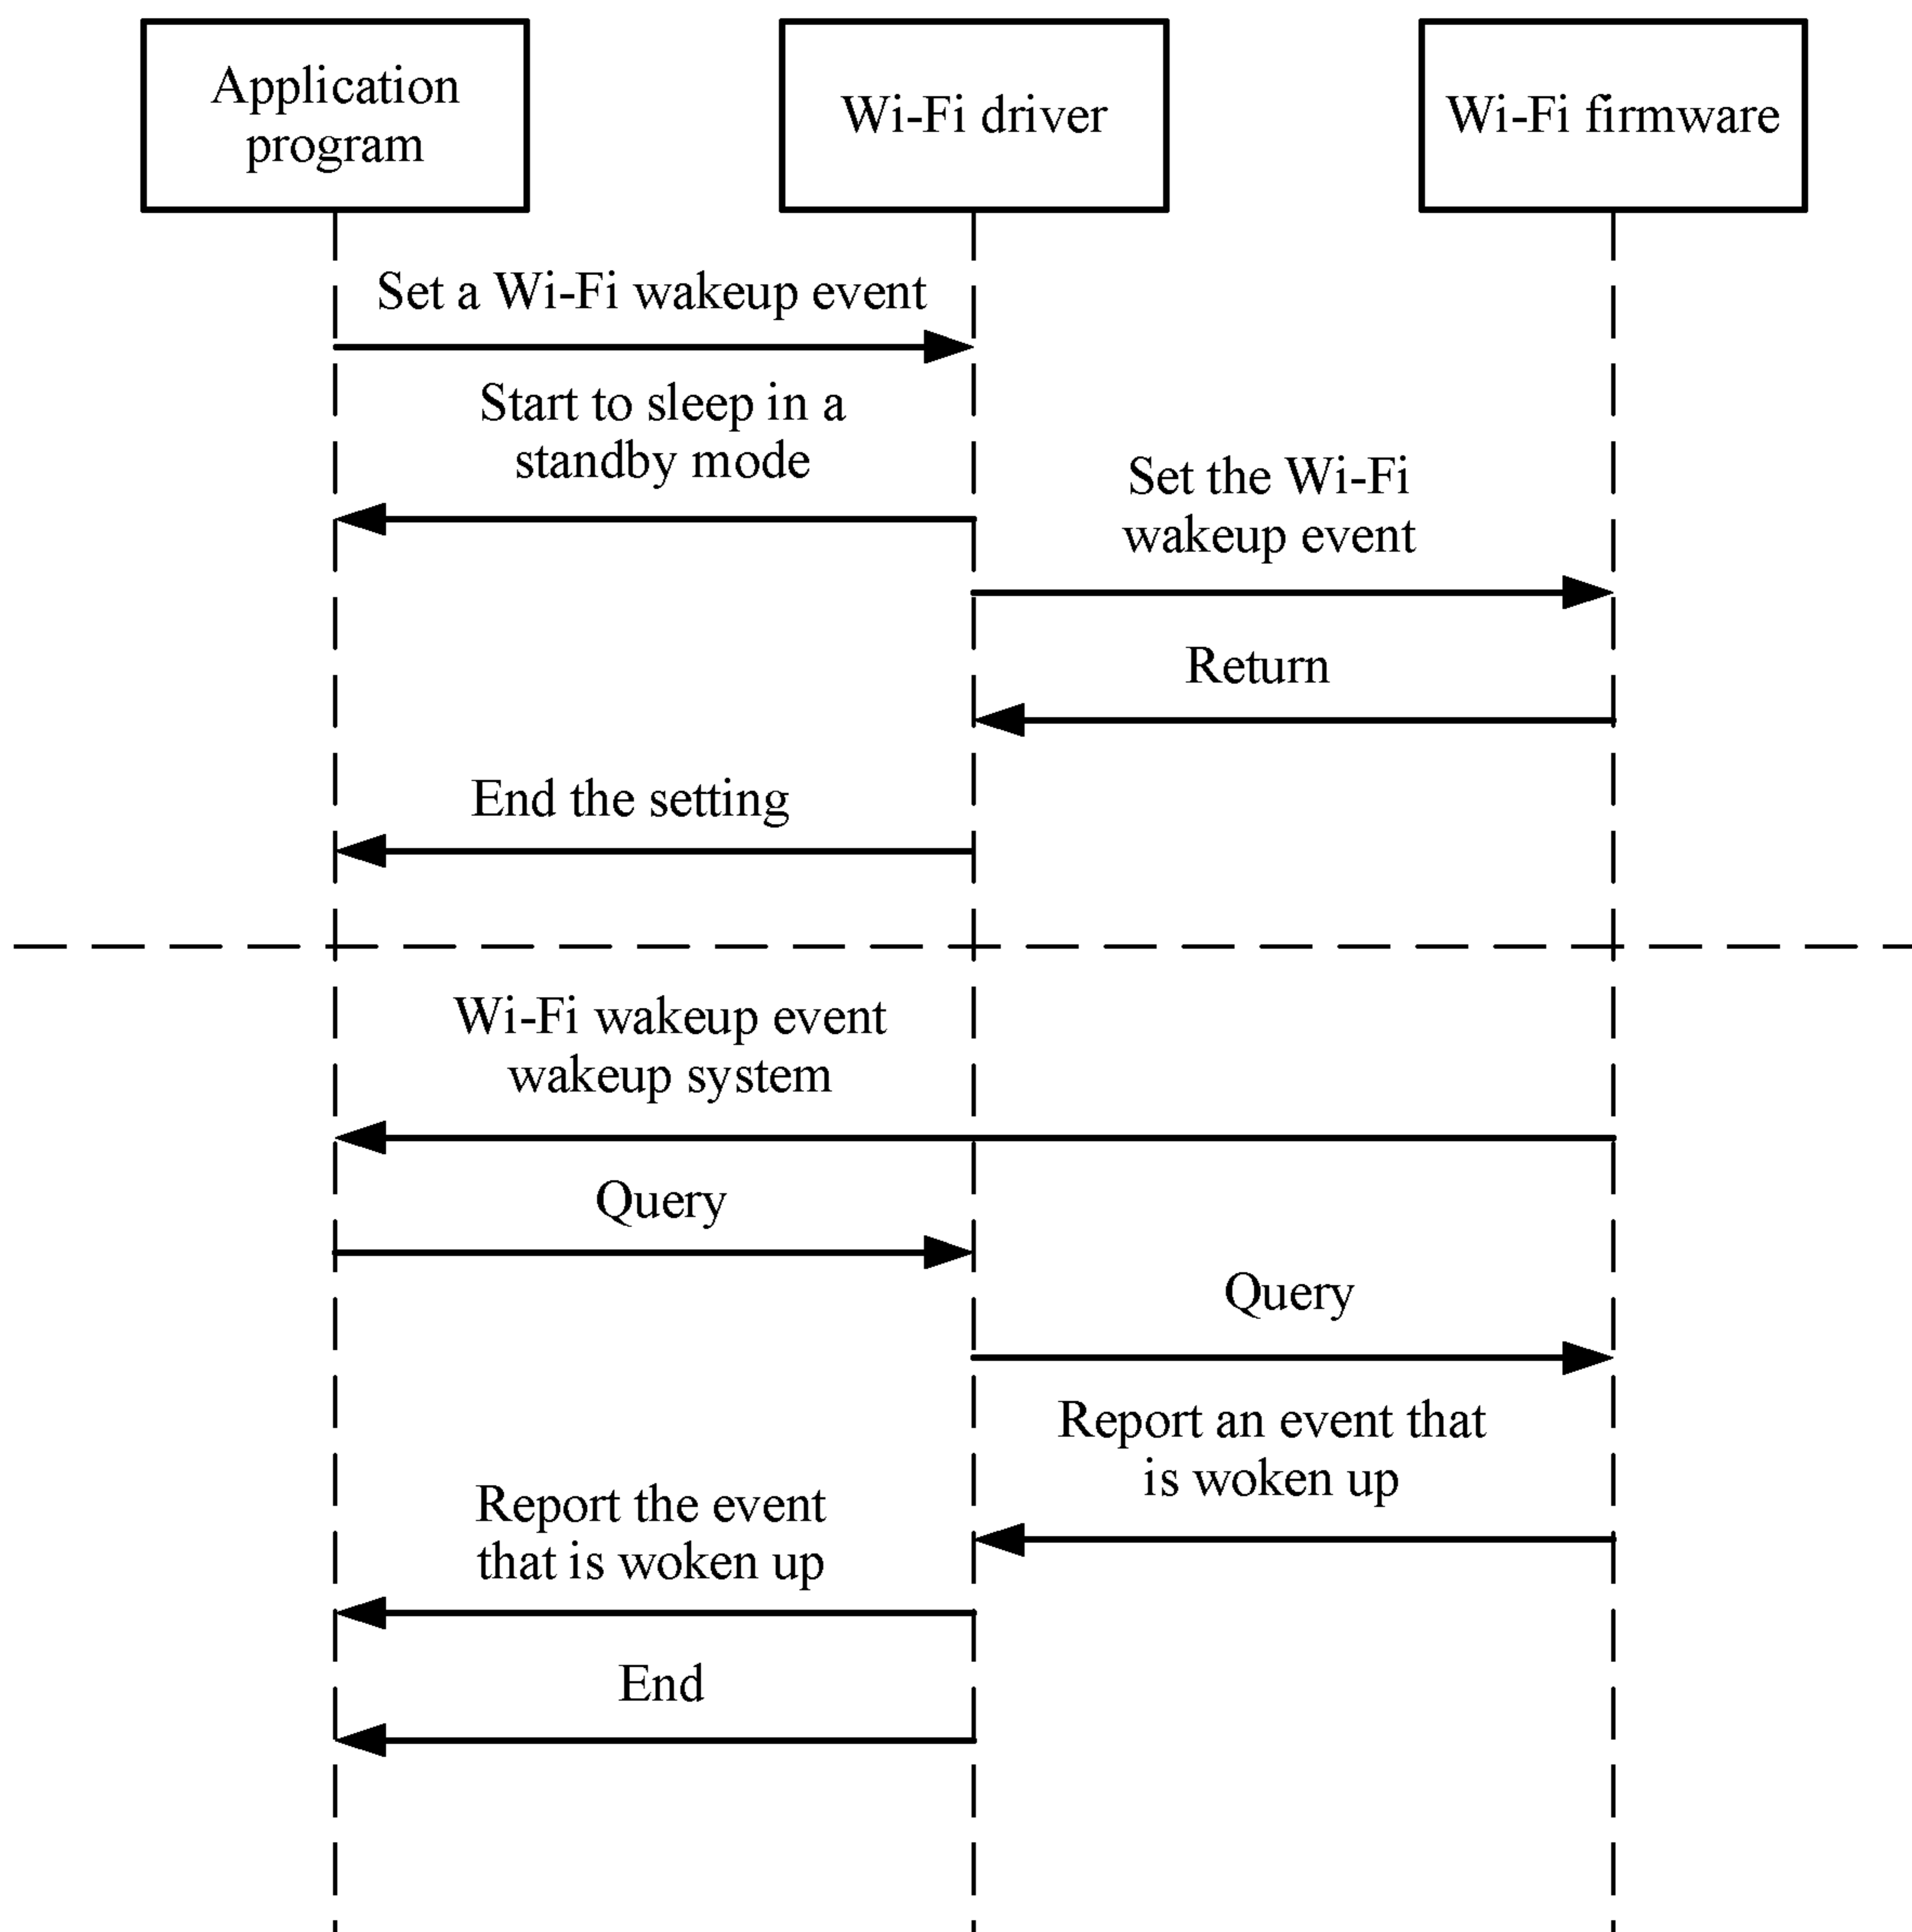 Application
program
Wi-Fi driver
Wi-Fi firmware
Set a Wi-Fi wakeup event
Start to sleep in a
standby mode
Set the Wi-Fi
wakeup event
Return
End the setting
Wi-Fi wakeup event
wakeup system
Query
Query
Report an event that
is woken up
Report the event
that is woken up
End